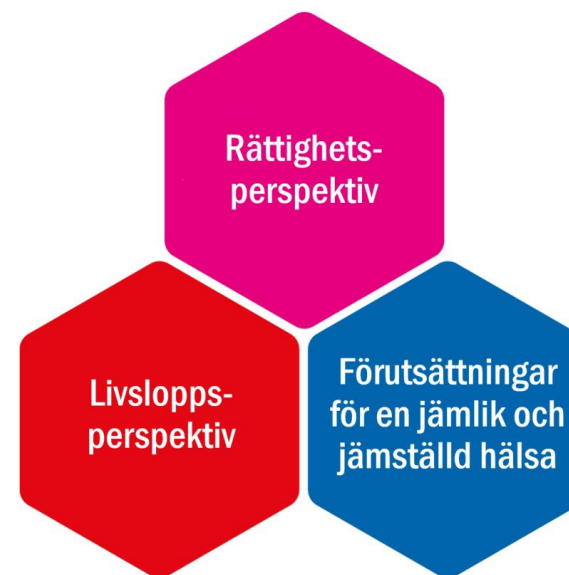 Rättighets-
perspektiv
Livslopps-
perspektiv
Förutsättningar
för en jämlik och
jämställd hälsa